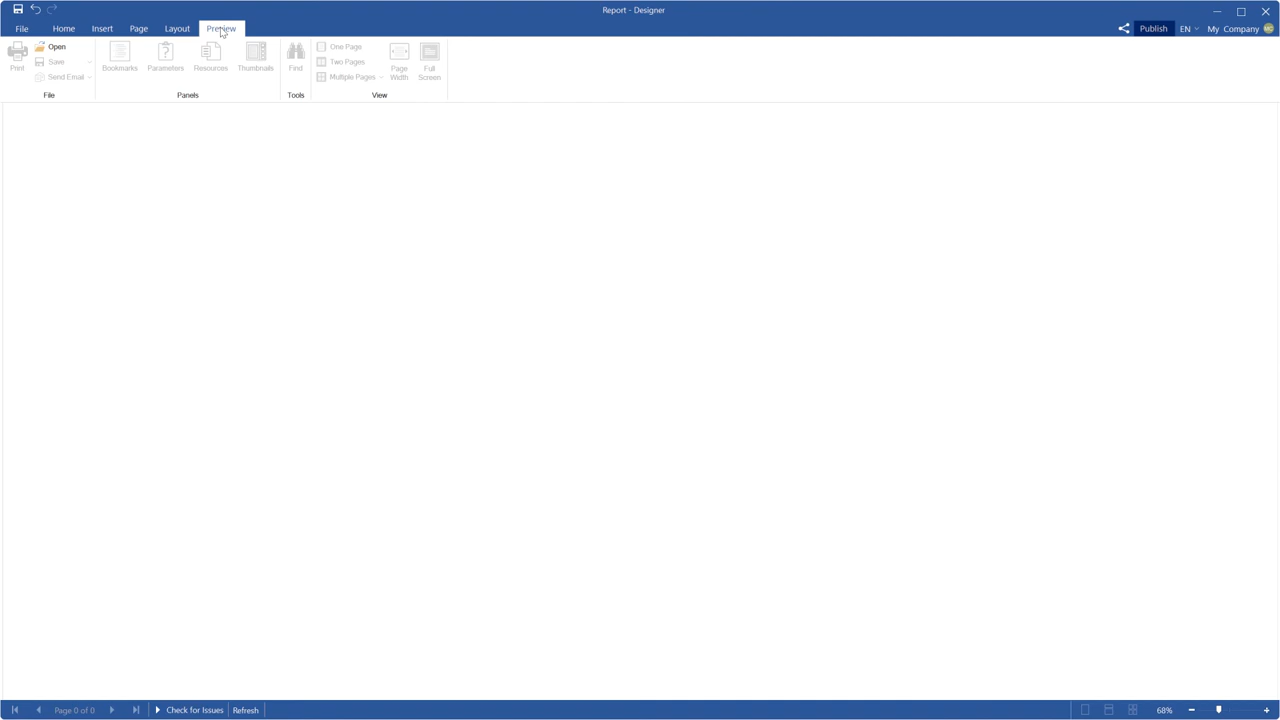 Report - Designer
File Home Insert Page Layout Preview Publish EN My Company MC
Print Open Save Send Email Bookmarks Parameters Resources Thumbnails Find One Page Two Pages Multiple Pages Page Width Full Screen
File Panels Tools View
Page 0 of 0 Check for Issues Refresh 68%